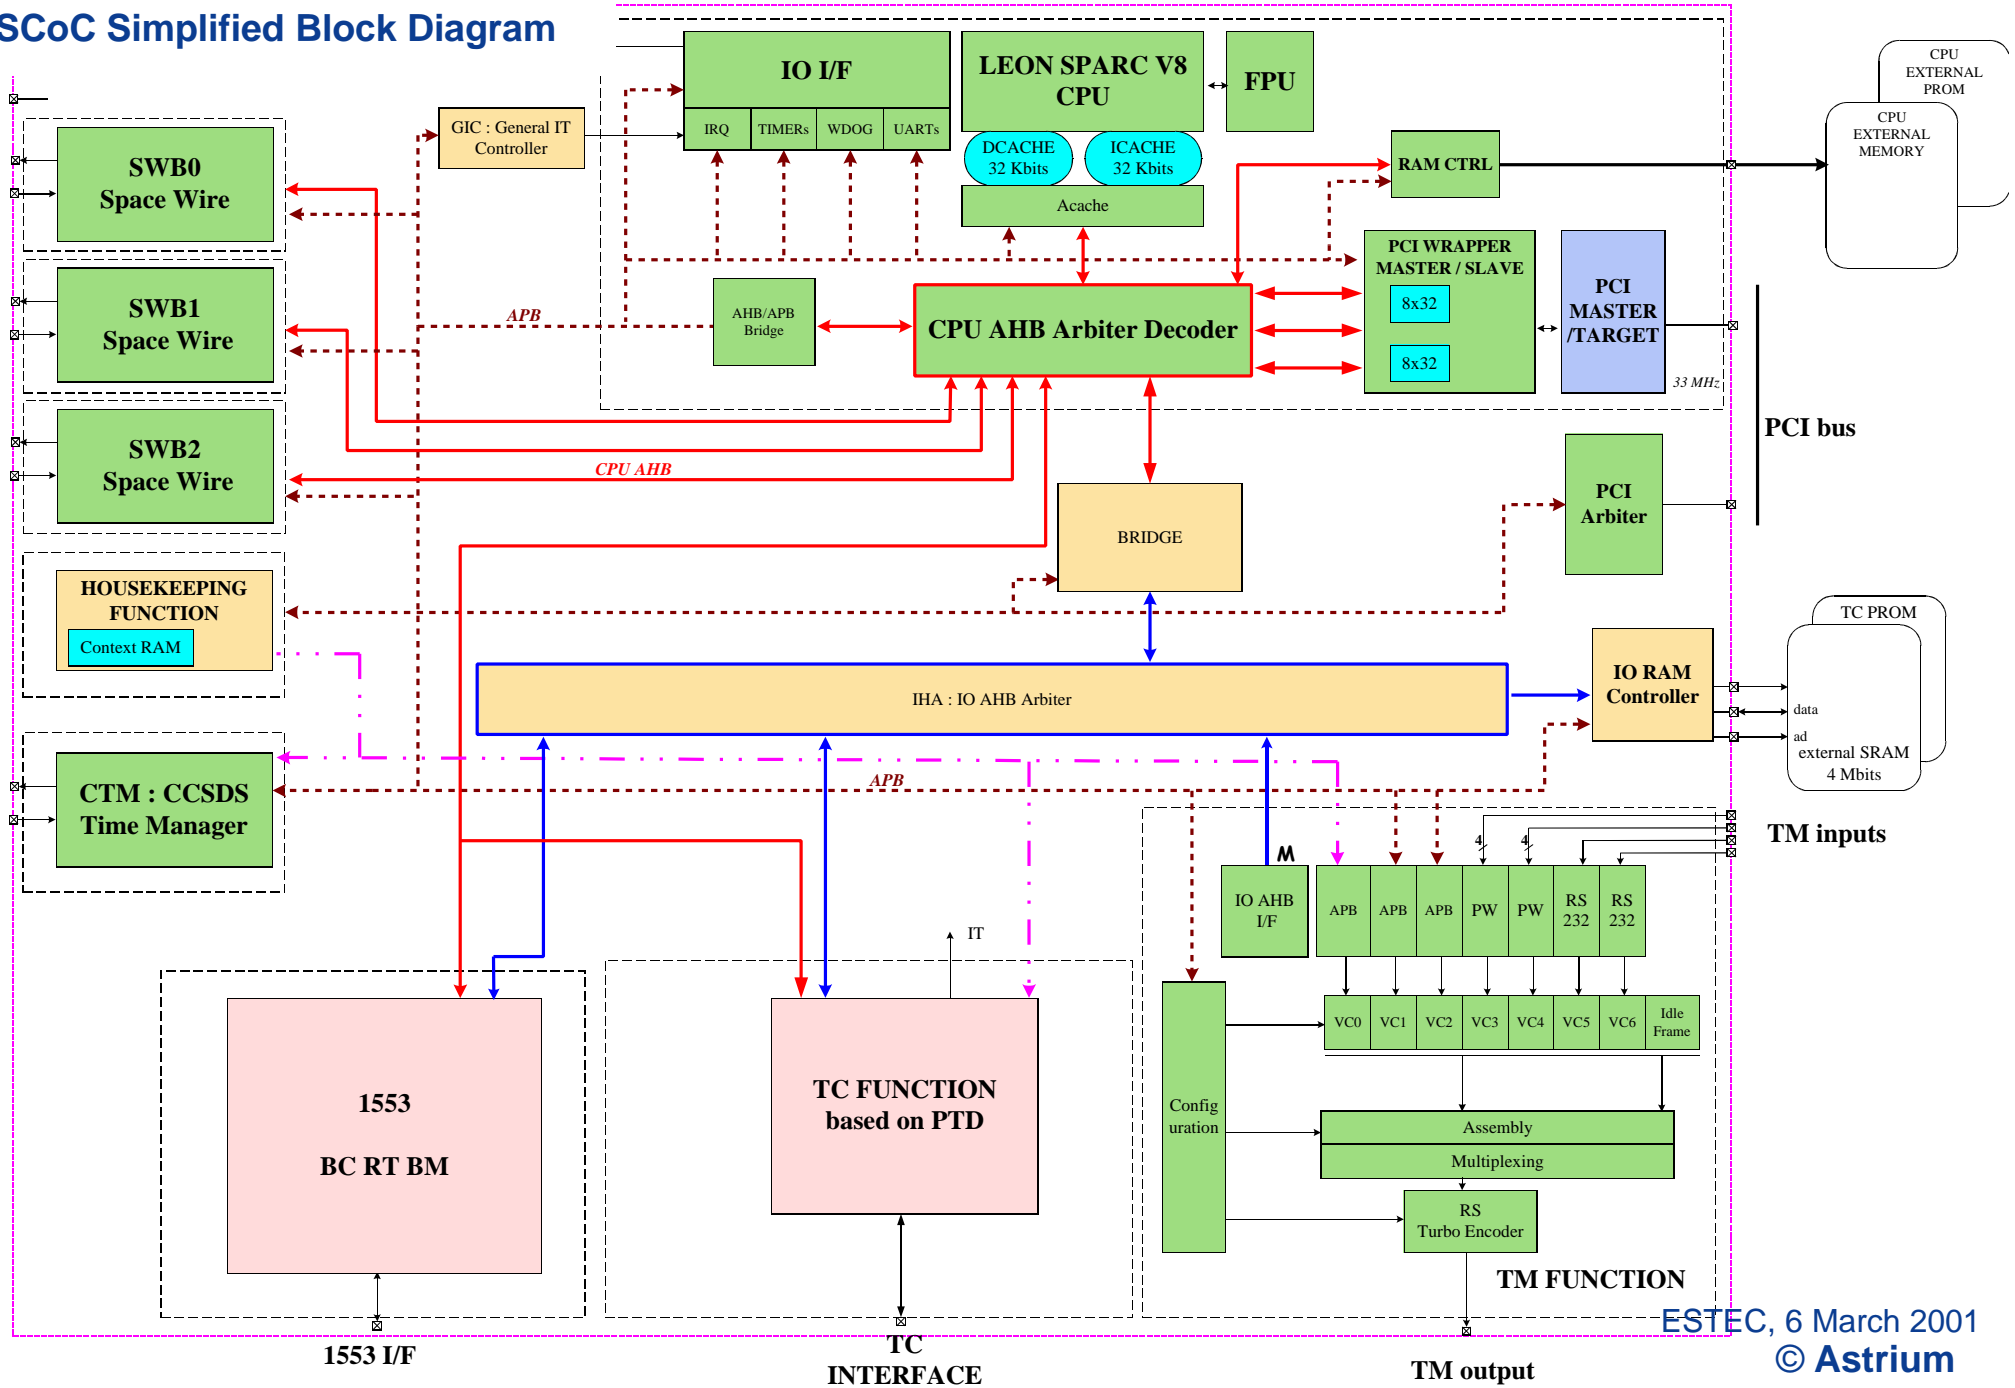 SCoC Simplified Block Diagram
IO I/F
IRQ
TIMERs
WDOG
UARTs
LEON SPARC V8
CPU
FPU
DCACHE
32 Kbits
ICACHE
32 Kbits
Acache
GIC : General IT
Controller
RAM CTRL
CPU
EXTERNAL
PROM
CPU
EXTERNAL
MEMORY
SWB0
Space Wire
SWB1
Space Wire
SWB2
Space Wire
APB
AHB/APB
Bridge
CPU AHB Arbiter Decoder
PCI WRAPPER
MASTER / SLAVE
8x32
8x32
PCI
MASTER
/TARGET
33 MHz
PCI bus
CPU AHB
BRIDGE
PCI
Arbiter
HOUSEKEEPING
FUNCTION
Context RAM
IHA : IO AHB Arbiter
IO RAM
Controller
TC PROM
data
ad
external SRAM
4 Mbits
CTM : CCSDS
Time Manager
APB
TM inputs
4
4
M
IO AHB
I/F
APB
APB
APB
PW
PW
RS
232
RS
232
IT
VC0
VC1
VC2
VC3
VC4
VC5
VC6
Idle
Frame
1553
BC RT BM
TC FUNCTION
based on PTD
Config
uration
Assembly
Multiplexing
RS
Turbo Encoder
TM FUNCTION
1553 I/F
TC
INTERFACE
TM output
ESTEC, 6 March 2001
© Astrium